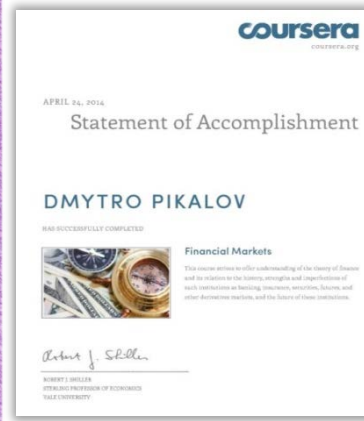 coursera
coursera.org
APRIL 24, 2014
Statement of Accomplishment
DMYTRO PIKALOV
HAD SUCCESSFULLY COMPLETED
Financial Markets
This course strives to offer understanding of the theory of finance
and its relation to the history, strengths and imperfections of
such institutions as banking, insurance, securities, futures, and
other derivatives markets, and the future of these institutions.
Robert J. Shiller
ROBERT J. SHILLER
STERLING PROFESSOR OF ECONOMICS
YALE UNIVERSITY